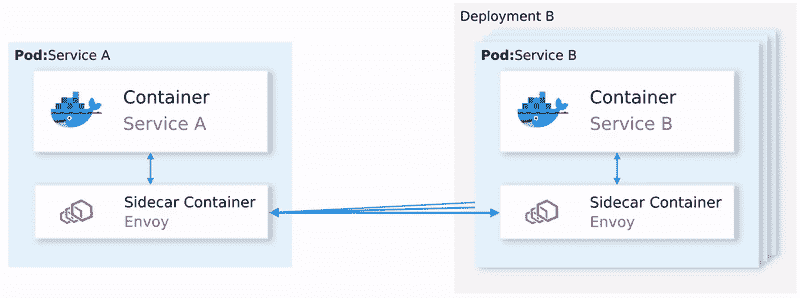 Deployment B
Pod:Service A
Container
Service A
Sidecar Container
Envoy
Pod:Service B
Container
Service B
Sidecar Container
Envoy